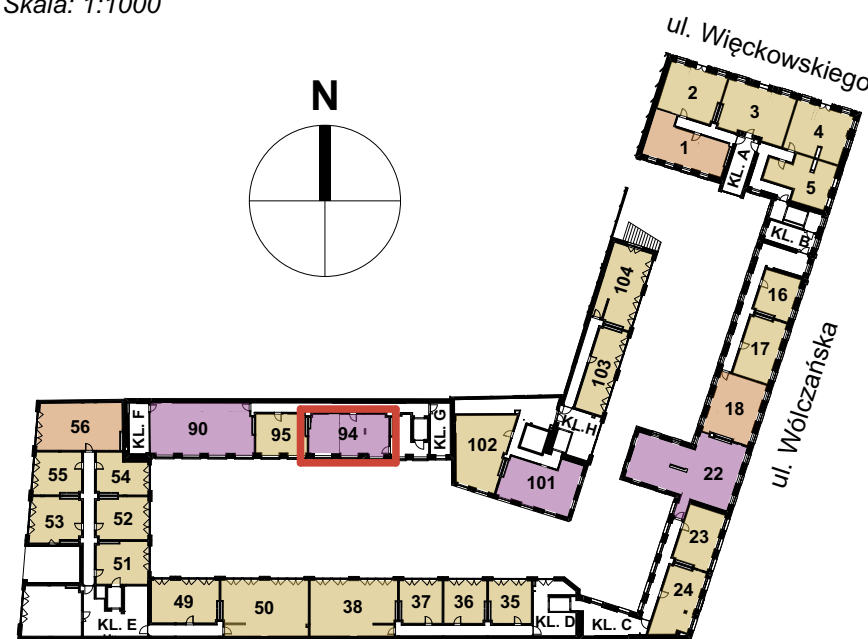 Skala: 1:1000
ul. Więckowskiego
N
2
3
4
1
KL. A
5
KL. B
104
16
17
103
ul. Wólczańska
18
56
KL. F
90
95
94
KL. G
KL.H
102
101
22
55
54
53
52
23
51
24
49
50
38
37
36
35
KL. E
KL. D
KL. C